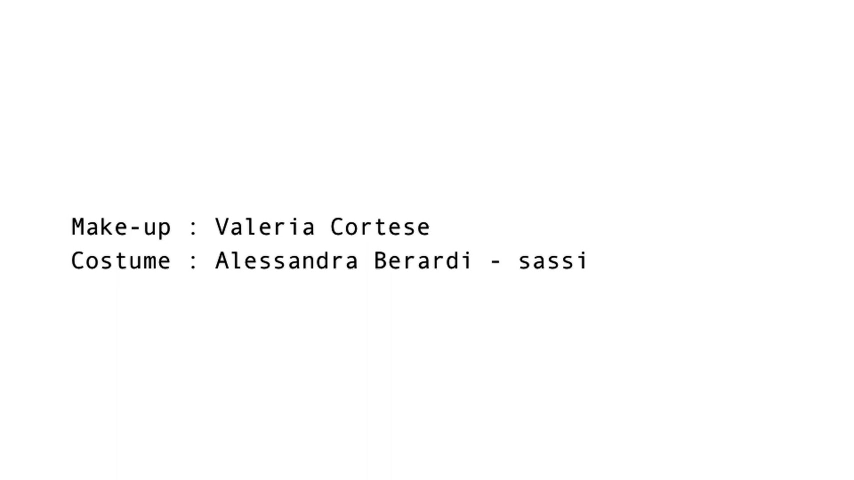 Make-up : Valeria Cortese
Costume : Alessandra Berardi - sassi